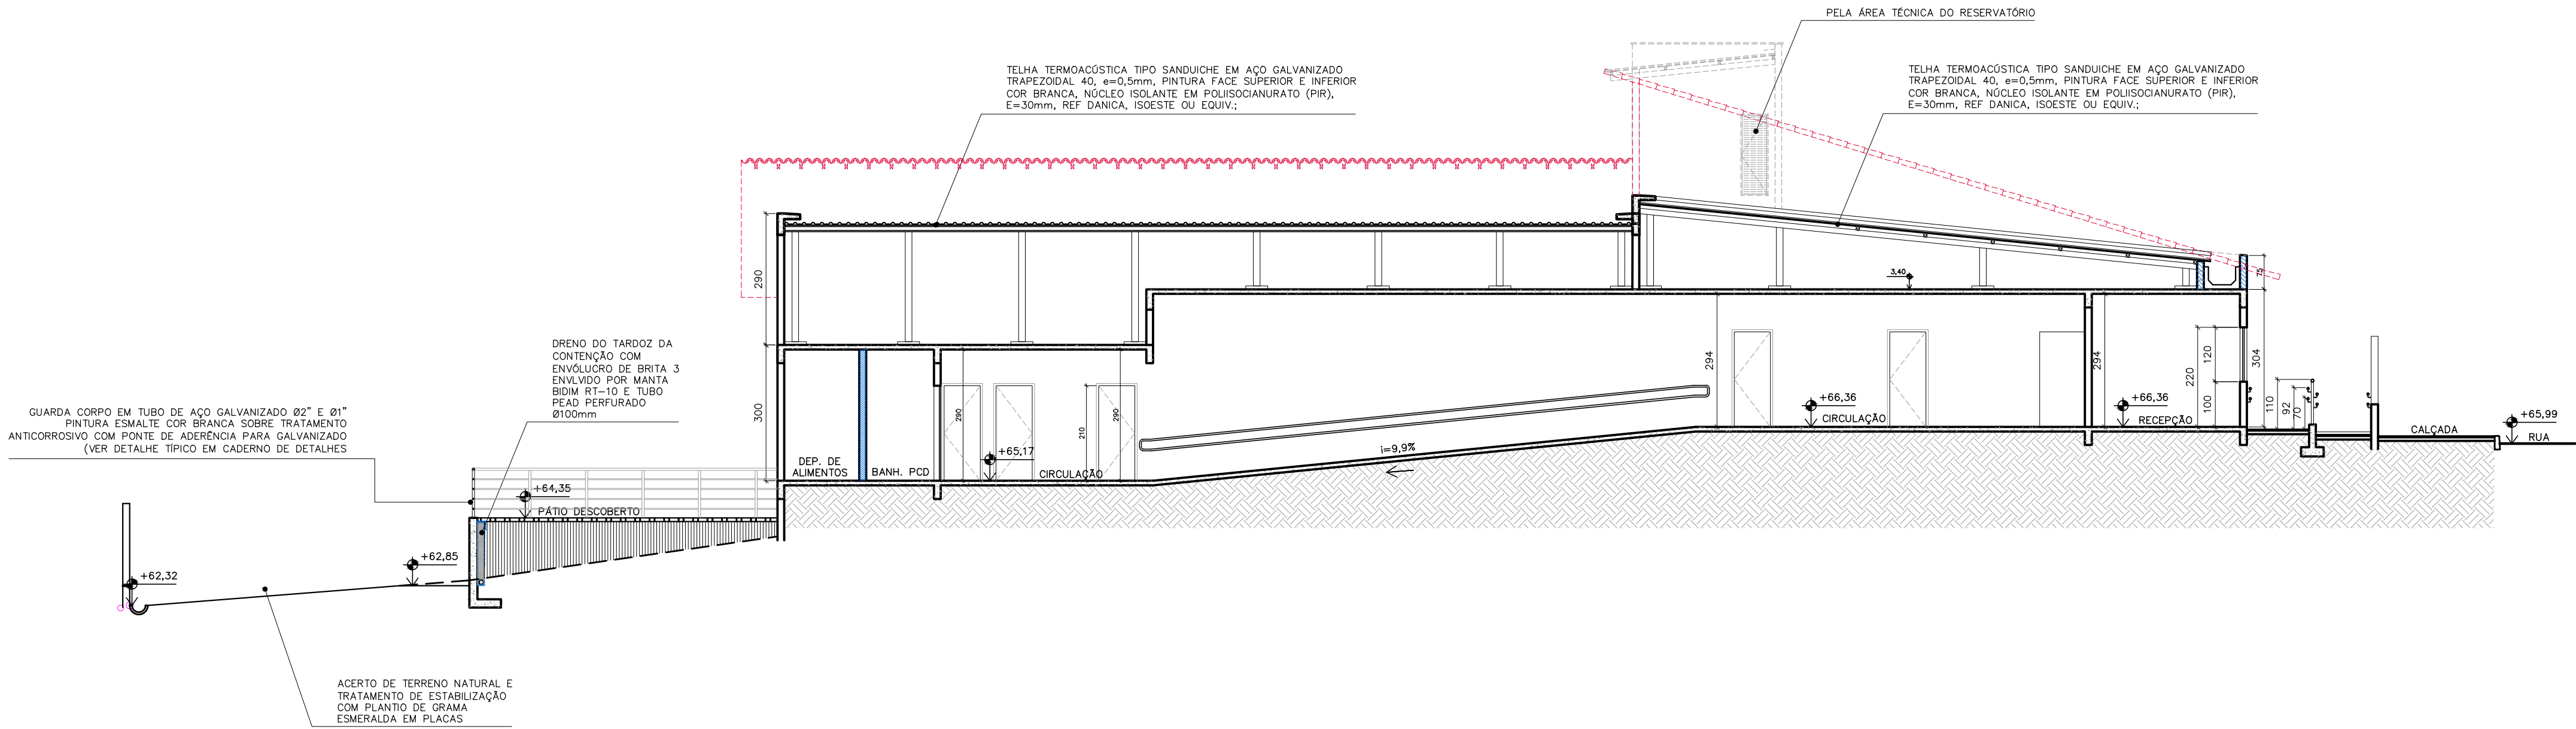 PELA ÁREA TÉCNICA DO RESERVATÓRIO
TELHA TERMOACÚSTICA TIPO SANDUICHE EM AÇO GALVANIZADO
TRAPEZOIDAL 40, e=0,5mm, PINTURA FACE SUPERIOR E INFERIOR
COR BRANCA, NÚCLEO ISOLANTE EM POLIISOCIANURATO (PIR),
E=30mm, REF DANICA, ISOESTE OU EQUIV.;
TELHA TERMOACÚSTICA TIPO SANDUICHE EM AÇO GALVANIZADO
TRAPEZOIDAL 40, e=0,5mm, PINTURA FACE SUPERIOR E INFERIOR
COR BRANCA, NÚCLEO ISOLANTE EM POLIISOCIANURATO (PIR),
E=30mm, REF DANICA, ISOESTE OU EQUIV.;
290
3,40
75
DRENO DO TARDOZ DA
CONTENÇÃO COM
ENVÓLUCRO DE BRITA 3
ENVLVIDO POR MANTA
BIDIM RT-10 E TUBO
PEAD PERFURADO
Ø100mm
GUARDA CORPO EM TUBO DE AÇO GALVANIZADO Ø2" E Ø1"
PINTURA ESMALTE COR BRANCA SOBRE TRATAMENTO
ANTICORROSIVO COM PONTE DE ADERÊNCIA PARA GALVANIZADO
(VER DETALHE TÍPICO EM CADERNO DE DETALHES
300
290
210
290
294
294
220
120
100
304
110
92
70
+66,36
CIRCULAÇÃO
+66,36
RECEPÇÃO
+65,99
CALÇADA
RUA
i=9,9%
+65,17
CIRCULAÇÃO
DEP. DE
ALIMENTOS
BANH. PCD
+64,35
PÁTIO DESCOBERTO
+62,85
+62,32
ACERTO DE TERRENO NATURAL E
TRATAMENTO DE ESTABILIZAÇÃO
COM PLANTIO DE GRAMA
ESMERALDA EM PLACAS